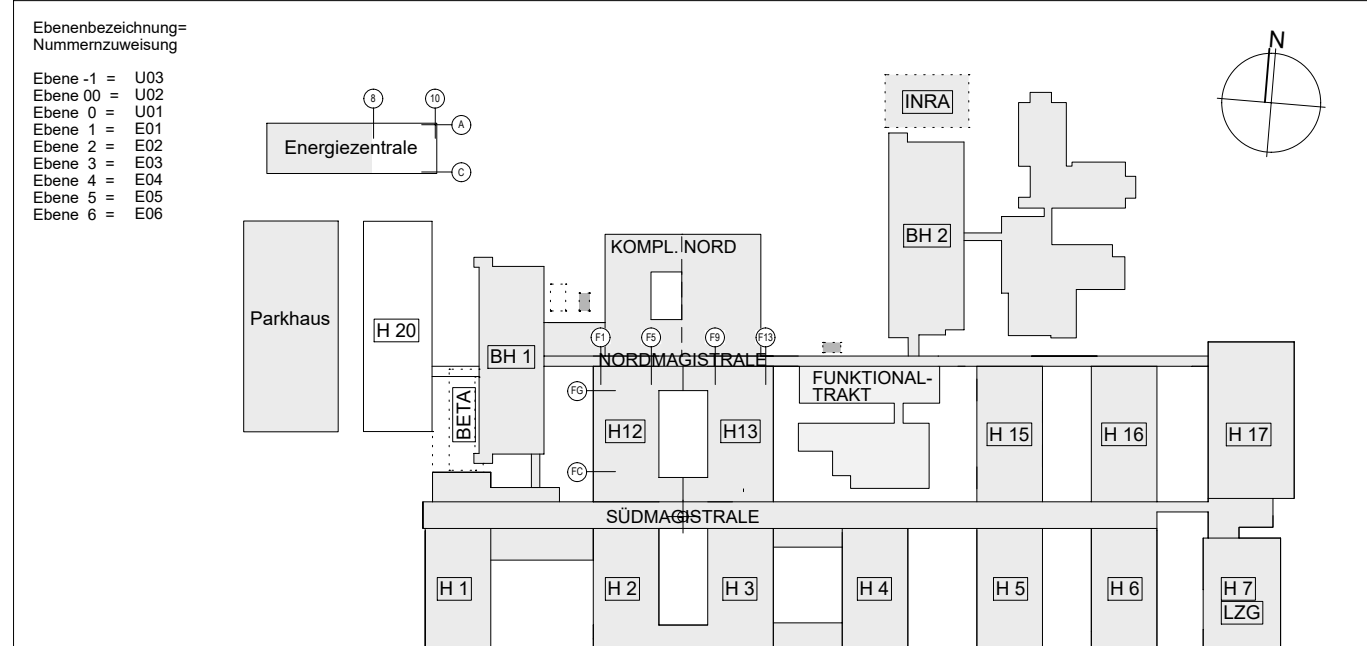 Ebenenbezeichnung=
Nummernzuweisung
Ebene -1 = U03
Ebene 00 = U02
Ebene 0 = U01
Ebene 1 = E01
Ebene 2 = E02
Ebene 3 = E03
Ebene 4 = E04
Ebene 5 = E05
Ebene 6 = E06
N
8 10
A
Energiezentrale
C
INRA
BH 2
KOMPL. NORD
Parkhaus
H 20
BH 1
F1 F5 F9 F13
NORDMAGISTRALE
FUNKTIONAL-
TRAKT
FG
BETA
H12
H13
H 15
H 16
H 17
FC
SÜDMAGISTRALE
H 1
H 2
H 3
H 4
H 5
H 6
H 7
LZG